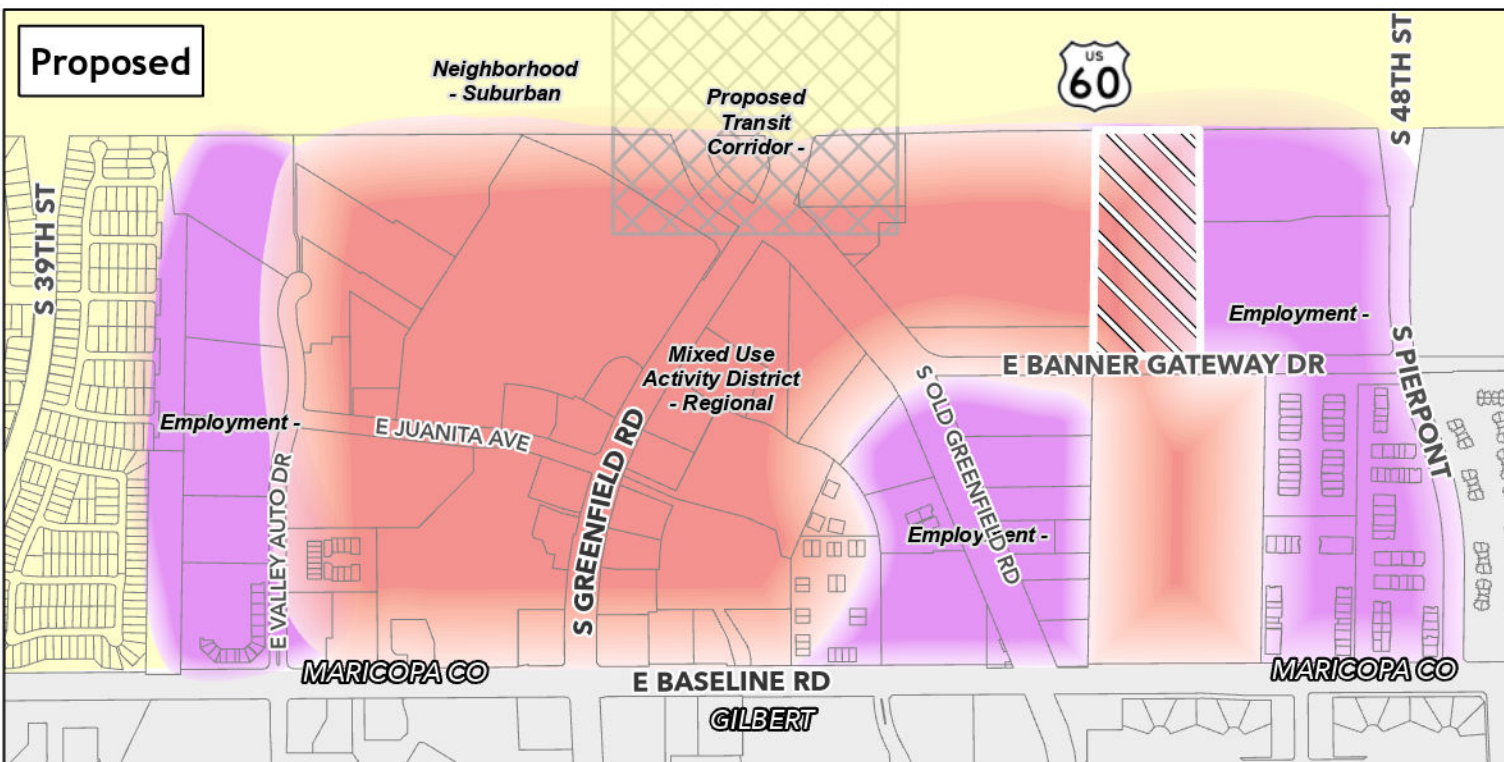 Proposed
Neighborhood
- Suburban
Proposed
Transit
Corridor -
US
60
S 48TH ST
S 39TH ST
Employment -
Mixed Use
Activity District
- Regional
E BANNER GATEWAY DR
S PIERPONT
Employment -
E JUANITA AVE
S GREENFIELD RD
S OLD GREENFIELD RD
Employment -
E VALLEY AUTO DR
MARICOPA CO
E BASELINE RD
MARICOPA CO
GILBERT